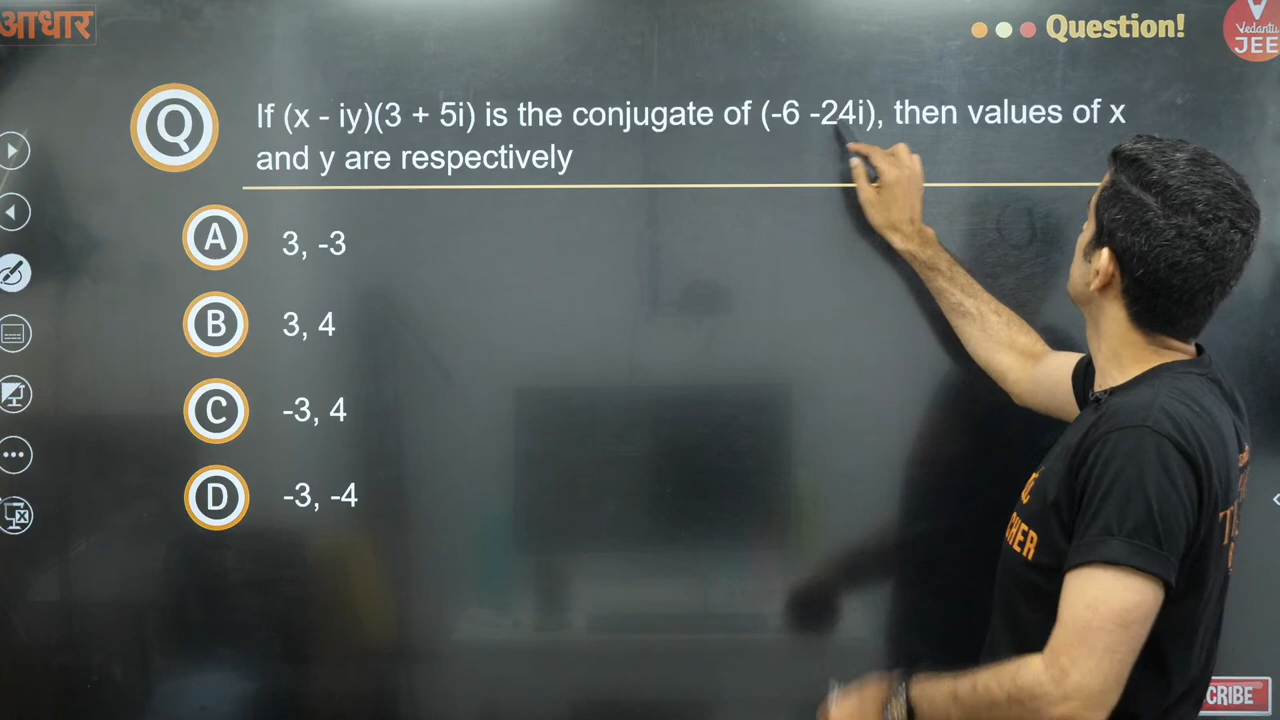 आधार
Question!
Vedantu
JEE
Q
If (x - iy)(3 + 5i) is the conjugate of (-6 -24i), then values of x
and y are respectively
A 3, -3
B 3, 4
C -3, 4
D -3, -4
CHER
CRIBE